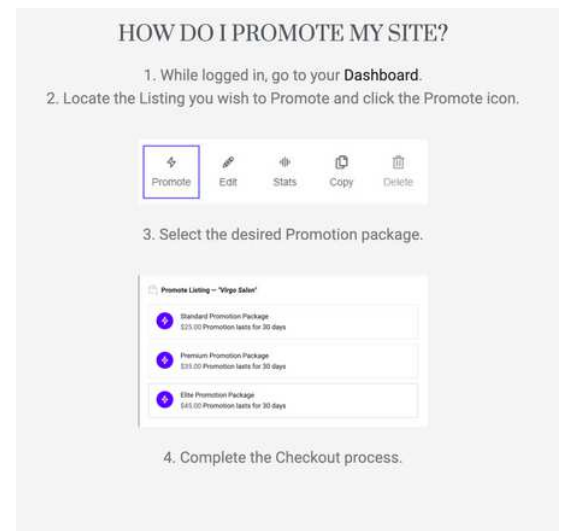 HOW DO I PROMOTE MY SITE?
1. While logged in, go to your Dashboard.
2. Locate the Listing you wish to Promote and click the Promote icon.
Promote Edit Stats Copy Delete
3. Select the desired Promotion package.
Promote Listing — "Virgo Salon"
Standard Promotion Package
$25.00 Promotion lasts for 30 days
Premium Promotion Package
$35.00 Promotion lasts for 30 days
Elite Promotion Package
$45.00 Promotion lasts for 30 days
4. Complete the Checkout process.